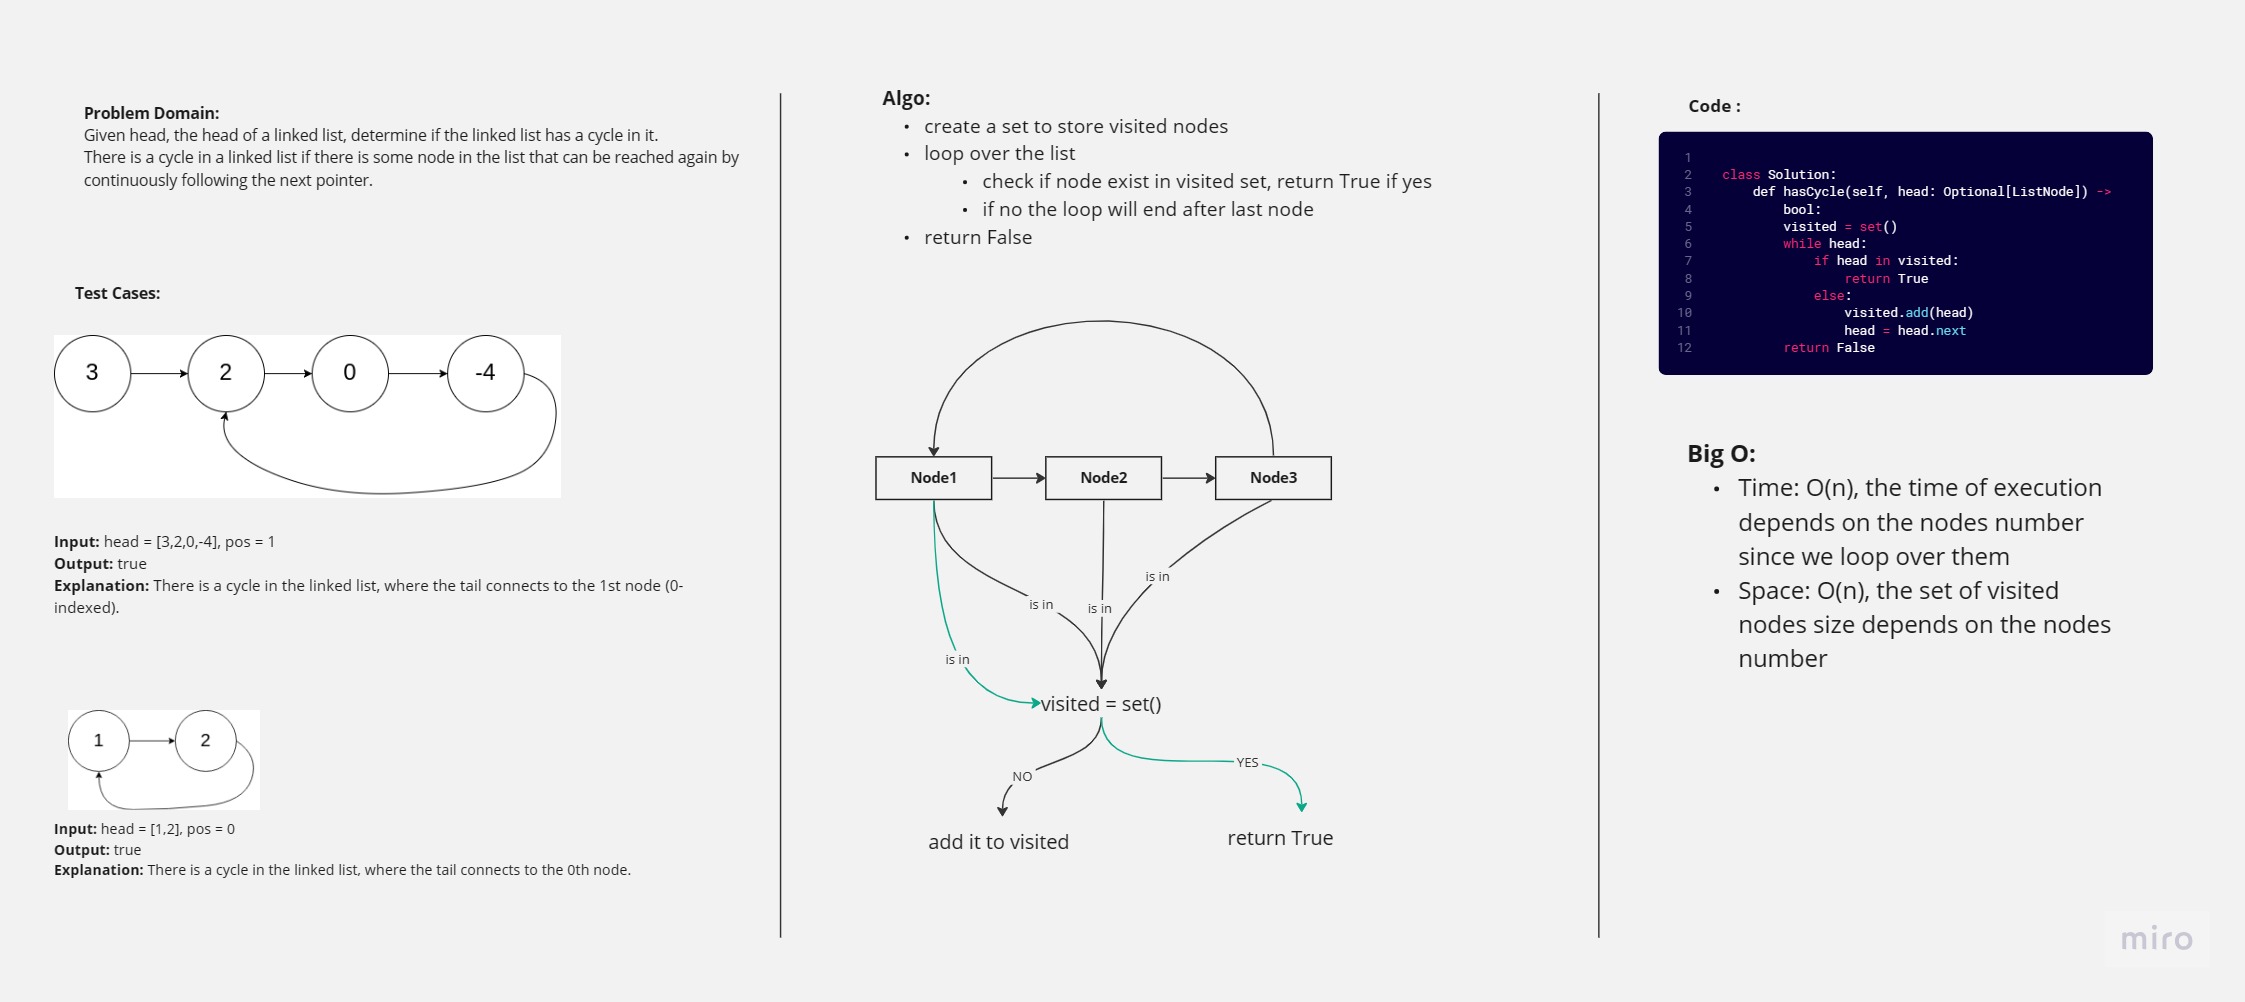 Problem Domain:
Given head, the head of a linked list, determine if the linked list has a cycle in it.
There is a cycle in a linked list if there is some node in the list that can be reached again by
continuously following the next pointer.
Test Cases:
3
2
0
-4
Input: head = [3,2,0,-4], pos = 1
Output: true
Explanation: There is a cycle in the linked list, where the tail connects to the 1st node (0-
indexed).
1
2
Input: head = [1,2], pos = 0
Output: true
Explanation: There is a cycle in the linked list, where the tail connects to the 0th node.
Algo:
• create a set to store visited nodes
• loop over the list
• check if node exist in visited set, return True if yes
• if no the loop will end after last node
• return False
Node1
Node2
Node3
is in
is in
is in
is in
visited = set()
NO
YES
add it to visited
return True
Code :
1
2 class Solution:
3 def hasCycle(self, head: Optional[ListNode]) ->
4 bool:
5 visited = set()
6 while head:
7 if head in visited:
8 return True
9 else:
10 visited.add(head)
11 head = head.next
12 return False
Big O:
• Time: O(n), the time of execution
depends on the nodes number
since we loop over them
• Space: O(n), the set of visited
nodes size depends on the nodes
number
miro